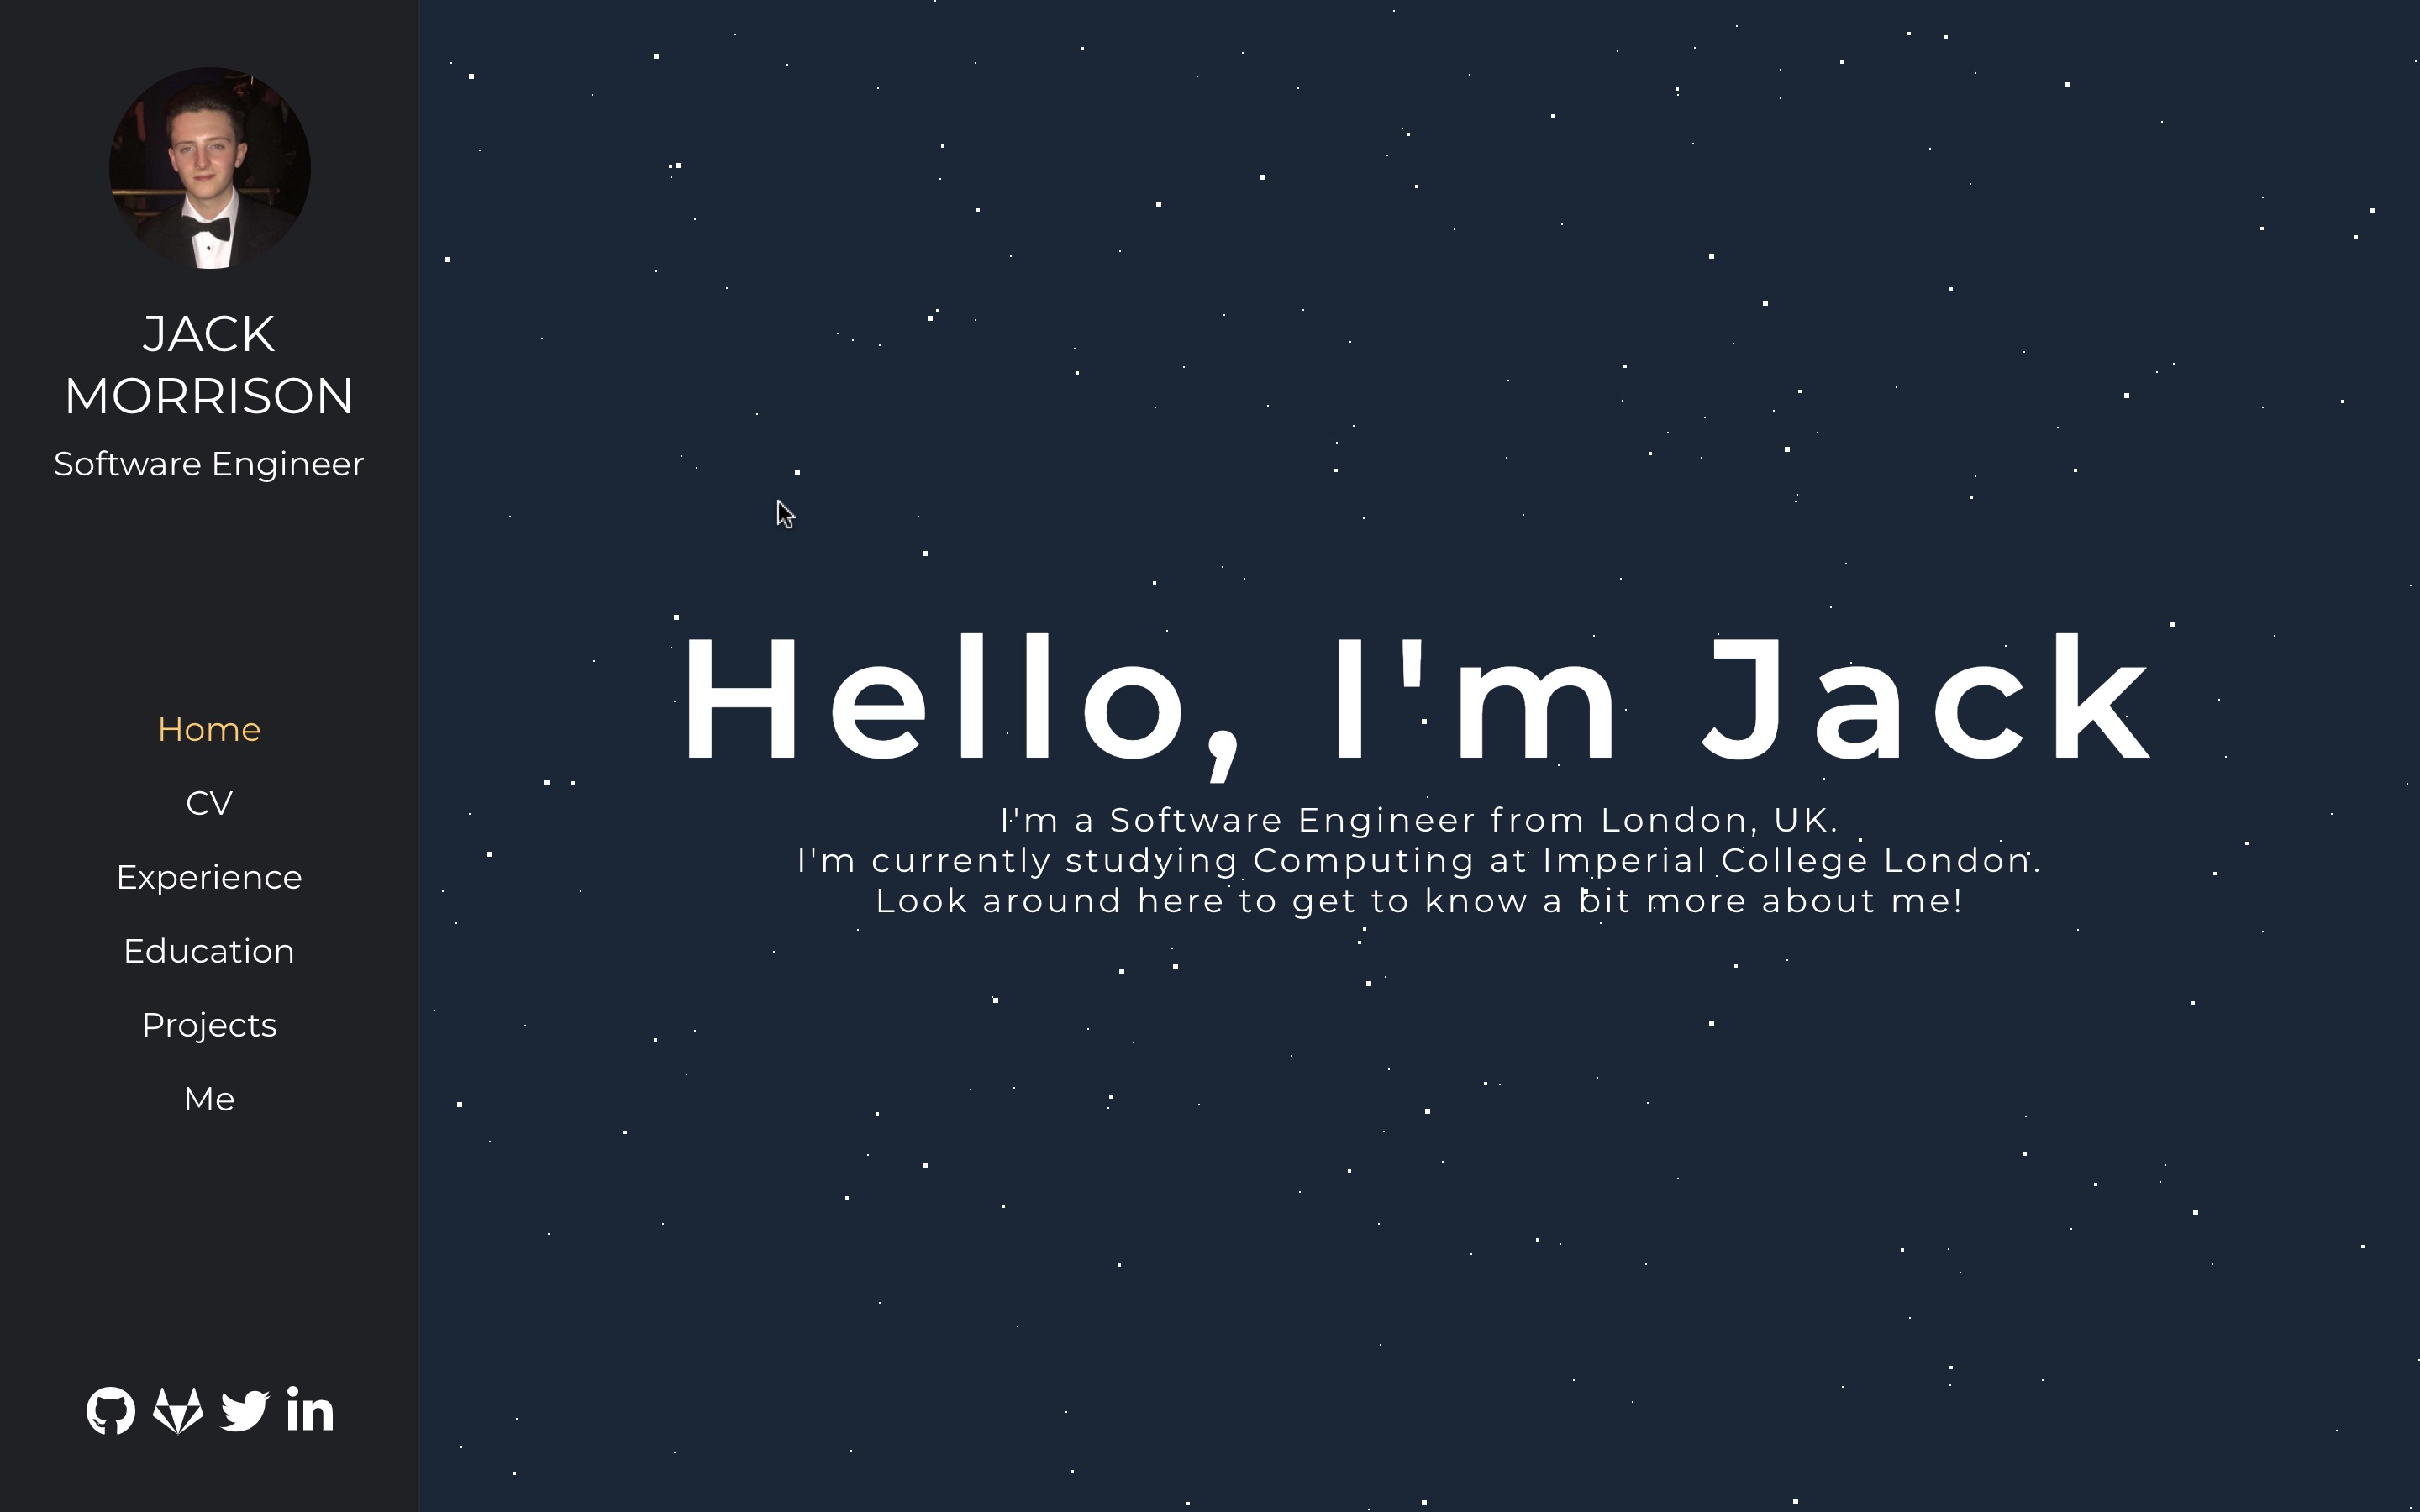 JACK
MORRISON
Software Engineer
Home
CV
Experience
Education
Projects
Me
in
Hello, I'm Jack
I'm a Software Engineer from London, UK.
I'm currently studying Computing at Imperial College London.
Look around here to get to know a bit more about me!